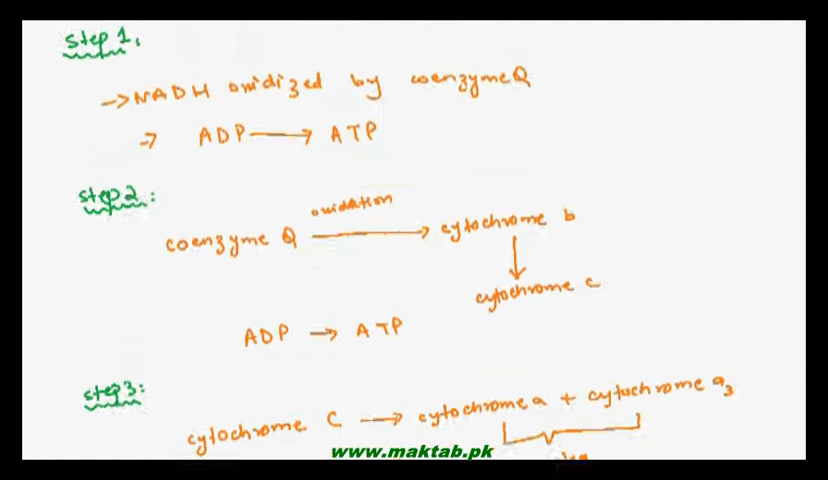 Step 1:
→ NADH oxidized by coenzyme Q
→ ADP → ATP
Step 2:
oxidation
coenzyme Q → cytochrome b
↓
cytochrome c
ADP → ATP
Step 3:
cytochrome c → cytochrome a + cytochrome a₃
www.maktab.pk